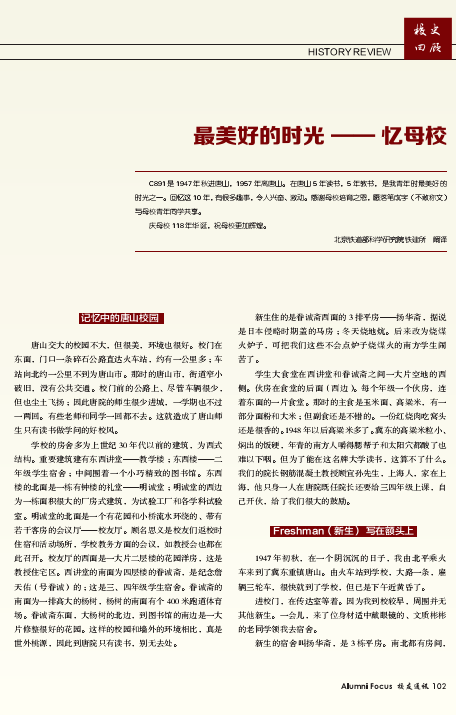 校史
回顾
HISTORY REVIEW
最美好的时光 —— 忆母校
C891是1947年秋进唐山，1957年离唐山。在唐山5年读书，5年教书，是我青年时最美好的
时光之一。回忆这10年，有很多趣事，令人兴奋、激动。感谢母校培育之恩，愿答笔成字（不敢称文）
与母校青年同学共享。
庆母校118年华诞，祝母校更加辉煌。
北京铁道部科学研究院铁建所
记忆中的唐山校园
唐山交大的校园不大，但很美，环境也很好。校门在
东面，门口一条碎石公路直达火车站，约有一公里多；车
站向北约一公里不到为唐山市。那时的唐山市，街道窄小
破旧，没有公共交通。校门前的公路上，尽管车辆很少，
但也尘土飞扬；因此唐院的师生很少进城，一学期也不过
一两回。有些老师和同学一回都不去。这就造成了唐山师
生只有读书做学问的好校风。
学校的房舍多为上世纪30年代以前的建筑，为西式
结构。重要建筑建有东西讲堂——教学楼；东西楼——二
年级学生宿舍；中间围着一个小巧精致的图书馆。东西
楼的北面是一栋有钟楼的礼堂——明诚堂；明诚堂的西边
为一栋面积很大的厂房式建筑，为试验工厂和各学科试验
室。明诚堂的北面是一个有花园和小桥流水环绕的、带有
若干客房的会议厅——校友厅。顾名思义是校友们返校时
住宿和活动场所，学校教务方面的会议，如教授会也都在
此召开。校友厅的西面是一大片二层楼的花园洋房，这是
教授住宅区。西讲堂的南面为四层楼的眷诚斋，是纪念詹
天佑（号眷诚）的；这是三、四年级学生宿舍。眷诚斋的
南面为一排高大的杨树，杨树的南面有个400米跑道体育
场。眷诚斋东面，大杨树的北边，到图书馆的南边是一大
片修整很好的花园。这样的校园和墙外的环境相比，真是
世外桃源，因此到唐院只有读书，别无去处。
新生住的是眷诚斋西面的3排平房——扬华斋，据说
是日本侵略时期盖的马房；冬天烧地炕。后来改为烧煤
火炉子，可把我们这些不会点炉子烧煤火的南方学生闹
苦了。
学生大食堂在西讲堂和眷诚斋之间一大片空地的西
侧。伙房在食堂的后面（西边）。每个年级一个伙房，连
着东面的一片食堂。那时的主食是玉米面、高粱米，有一
部分面粉和大米；但副食还是不错的。一份红烧肉吃窝头
还是很香的。1948年以后高粱米多了。冀东的高粱米粒小、
焖出的饭硬，年青的南方人嚼得腮帮子和太阳穴都酸了也
难以下咽。但为了能在这名牌大学读书，这算不了什么。
我们的院长钢筋混凝土教授顾宜孙先生，上海人，家在上
海，他只身一人在唐院既任院长还要给三四年级上课，自
己开伙，给了我们很大的鼓励。
Freshman（新生）写在额头上
1947年初秋，在一个阴沉沉的日子，我由北平乘火
车来到了冀东重镇唐山。由火车站到学校，大路一条，雇
辆三轮车，很快就到了学校，但已是下午近黄昏了。
进校门，在传达室等着。因为我到校较早，周围并无
其他新生。一会儿，来了位身材适中戴眼镜的、文质彬彬
的老同学领我去宿舍。
新生的宿舍叫扬华斋，是3栋平房。南北都有房间，
Alumni Focus 校友通讯 102